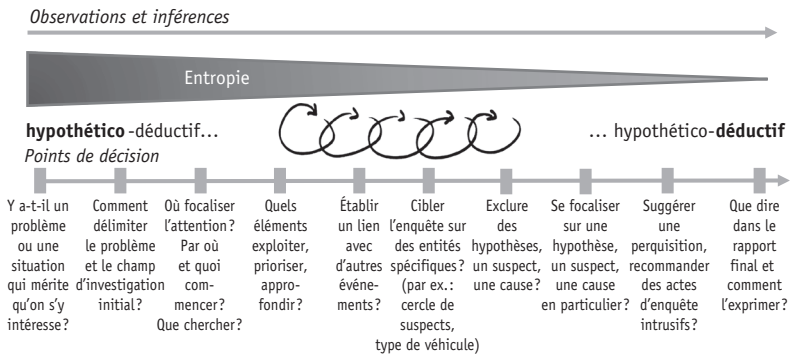 Observations et inférences
Entropie
hypothético -déductif...
... hypothético-déductif
Points de décision
Y a-t-il un
problème
ou une
situation
qui mérite
qu'on s'y
intéresse ?
Comment
délimiter
le problème
et le champ
d'investigation
initial ?
Où focaliser
l'attention ?
Par où
et quoi
com-
mencer ?
Que chercher ?
Quels
éléments
exploiter,
prioriser,
appro-
fondir ?
Établir
un lien
avec
d'autres
événe-
ments ?
Cibler
l'enquête sur
des entités
spécifiques ?
(par ex. :
cercle de
suspects,
type de véhicule)
Exclure
des
hypothèses,
un suspect,
une cause ?
Se focaliser
sur une
hypothèse,
un suspect,
une cause
en particulier ?
Suggérer
une
perquisition,
recommander
des actes
d'enquête
intrusifs ?
Que dire
dans le
rapport
final et
comment
l'exprimer ?